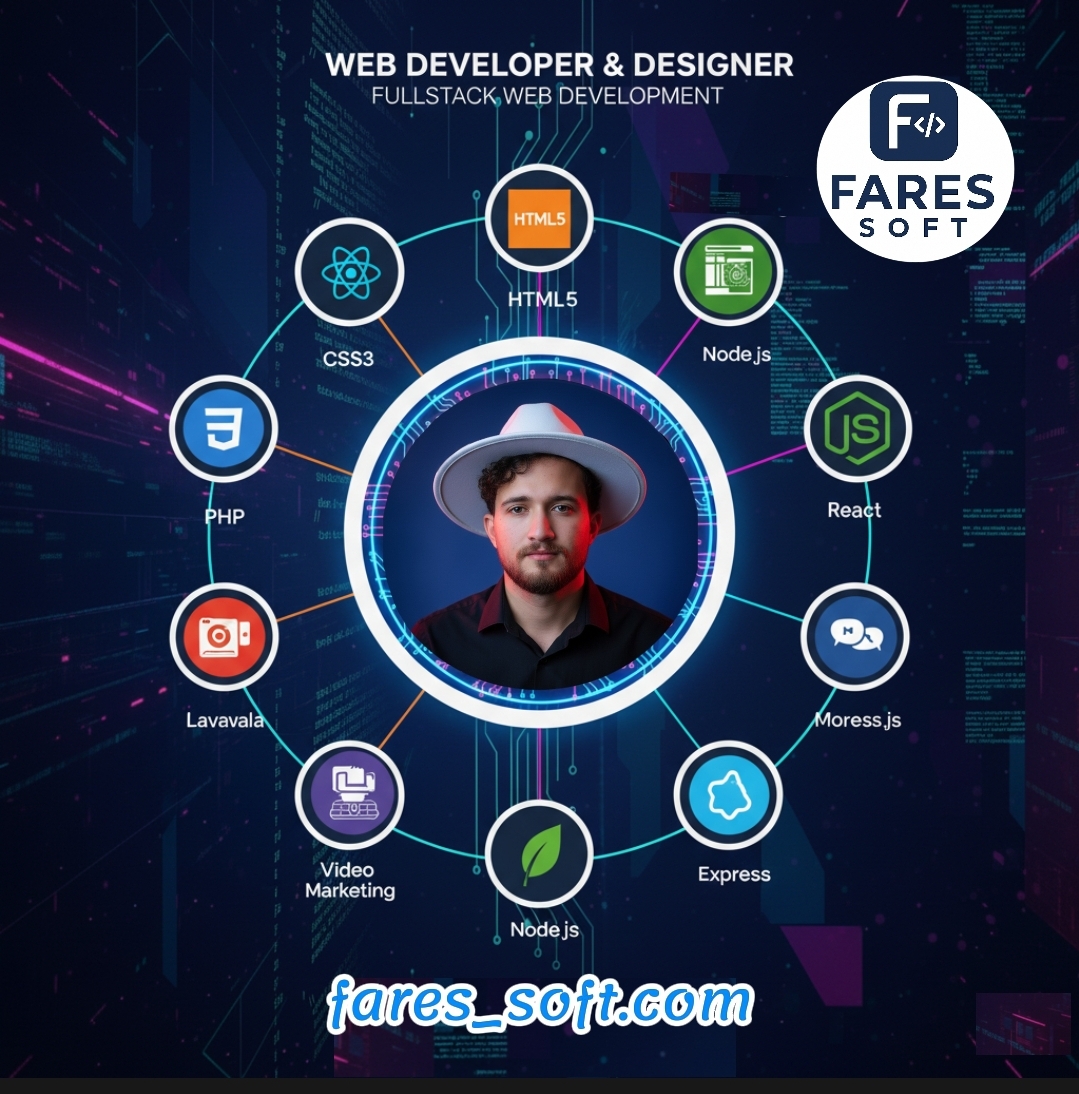 WEB DEVELOPER & DESIGNER
FULLSTACK WEB DEVELOPMENT
F</>
FARES
SOFT
HTML5
HTML5
CSS3
Node.js
JS
PHP
React
Lavavala
Moress.js
Video
Marketing
Express
Node.js
fares_soft.com